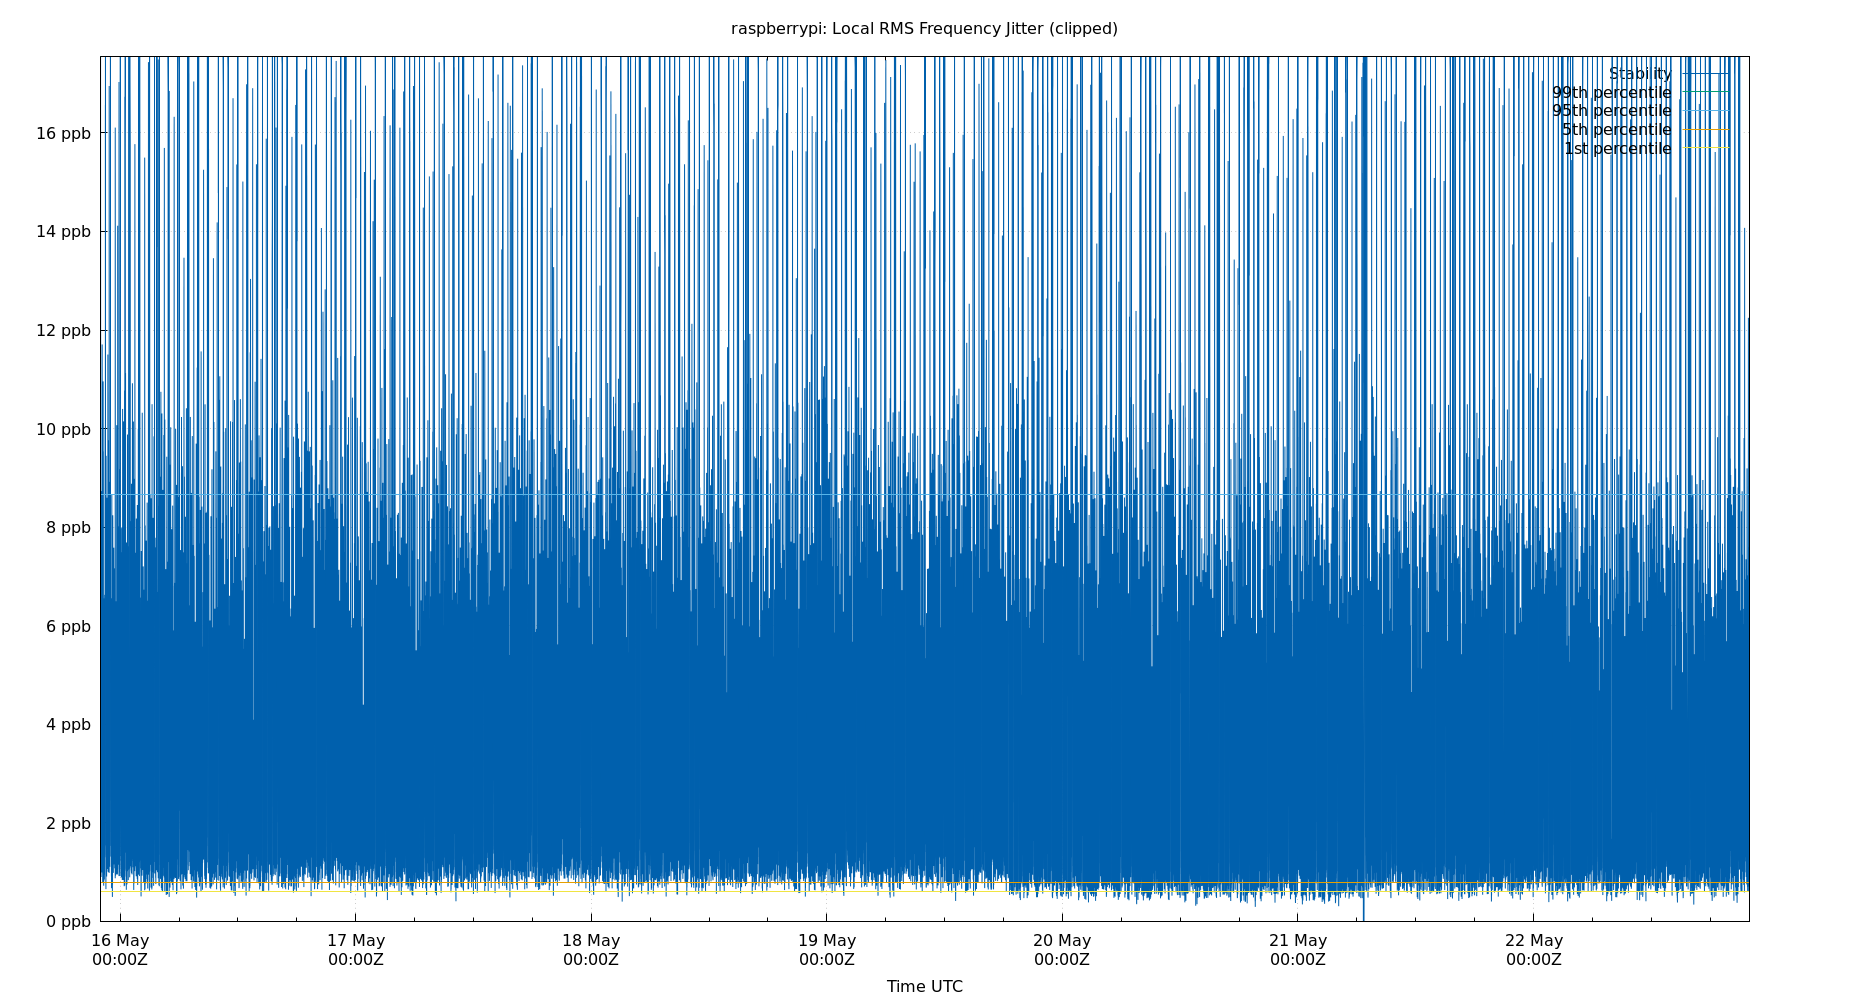 raspberrypi: Local RMS Frequency Jitter (clipped)
Stability
99th percentile
95th percentile
5th percentile
1st percentile
16 ppb
14 ppb
12 ppb
10 ppb
8 ppb
6 ppb
4 ppb
2 ppb
0 ppb
16 May 17 May 18 May 19 May 20 May 21 May 22 May
00:00Z 00:00Z 00:00Z 00:00Z 00:00Z 00:00Z 00:00Z
Time UTC